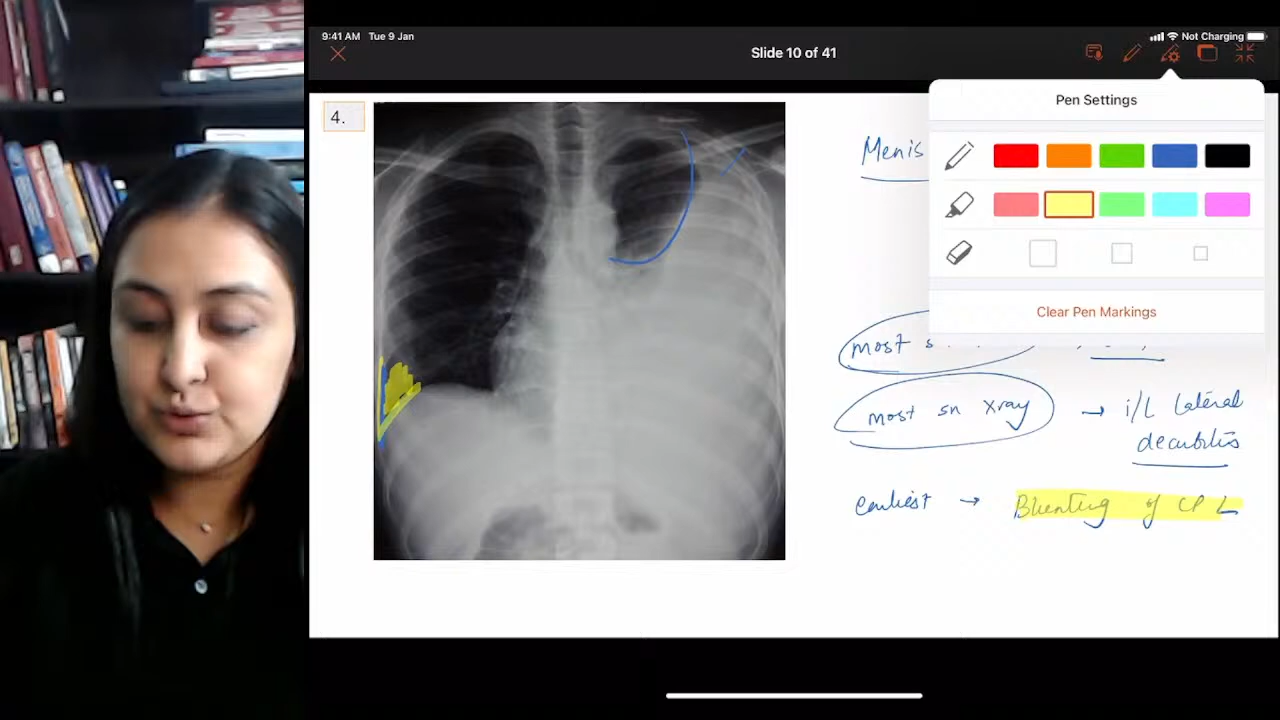 9:41 AM Tue 9 Jan
Not Charging
Slide 10 of 41
Pen Settings
4.
Menis
Clear Pen Markings
most s
most sn xray → i/L lateral
decubitis
earliest → Blunting of CP L